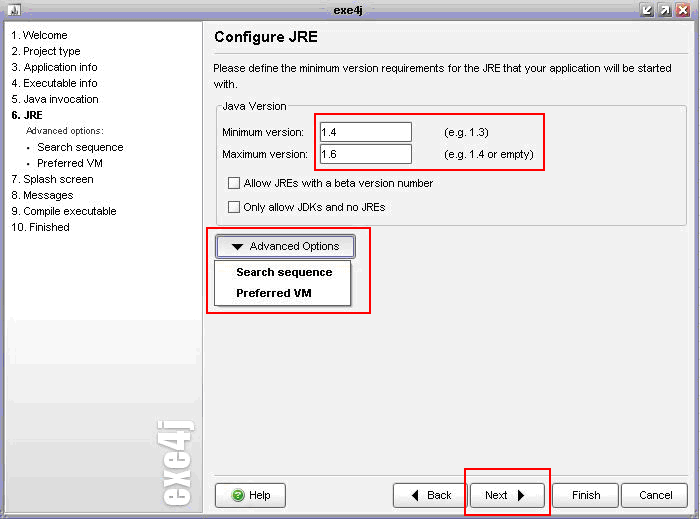 exe4j
1. Welcome
2. Project type
3. Application info
4. Executable info
5. Java invocation
6. JRE
Advanced options:
• Search sequence
• Preferred VM
7. Splash screen
8. Messages
9. Compile executable
10. Finished
exe4j
Configure JRE
Please define the minimum version requirements for the JRE that your application will be started
with.
Java Version
Minimum version: 1.4 (e.g. 1.3)
Maximum version: 1.6 (e.g. 1.4 or empty)
Allow JREs with a beta version number
Only allow JDKs and no JREs
Advanced Options
Search sequence
Preferred VM
Help Back Next Finish Cancel